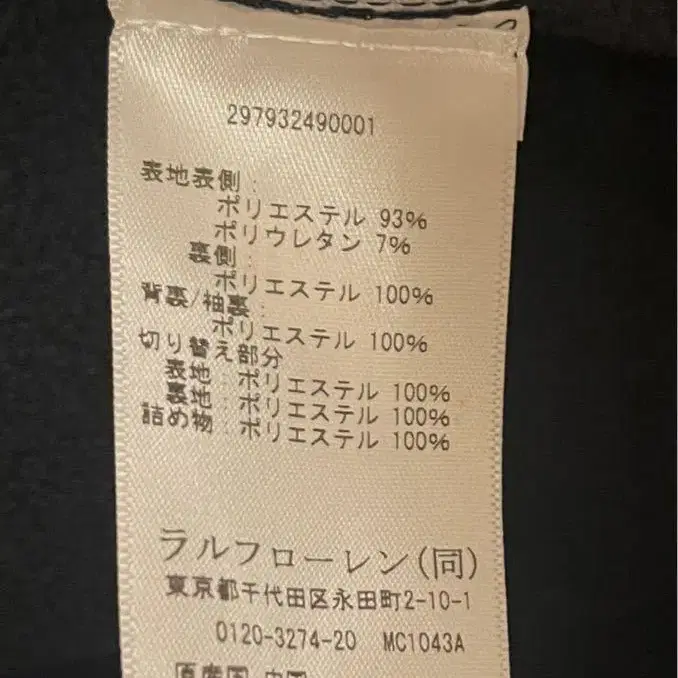 297932490001
表地表側:
ポリエステル 93%
ポリウレタン 7%
裏側:
ポリエステル 100%
背裏/袖裏:
ポリエステル 100%
切り替え部分
表地:ポリエステル 100%
裏地:ポリエステル 100%
詰め物:ポリエステル 100%
ラルフローレン(同)
東京都千代田区永田町2-10-1
0120-3274-20 MC1043A
原産国 中国